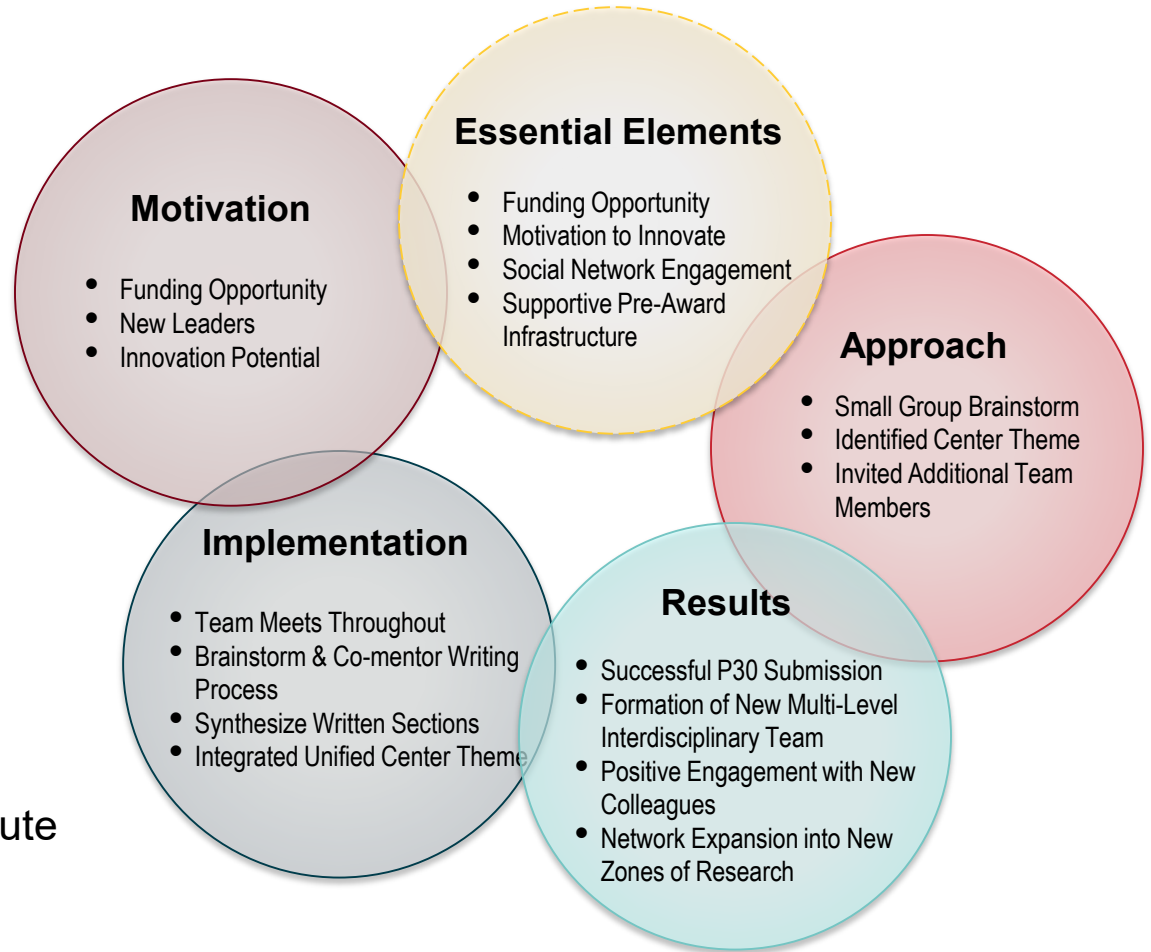 Essential Elements
• Funding Opportunity
• Motivation to Innovate
• Social Network Engagement
• Supportive Pre-Award
Infrastructure
Motivation
• Funding Opportunity
• New Leaders
• Innovation Potential
Approach
• Small Group Brainstorm
• Identified Center Theme
• Invited Additional Team
Members
Implementation
• Team Meets Throughout
• Brainstorm & Co-mentor Writing
Process
• Synthesize Written Sections
• Integrated Unified Center Theme
Results
• Successful P30 Submission
• Formation of New Multi-Level
Interdisciplinary Team
• Positive Engagement with New
Colleagues
• Network Expansion into New
Zones of Research
ute